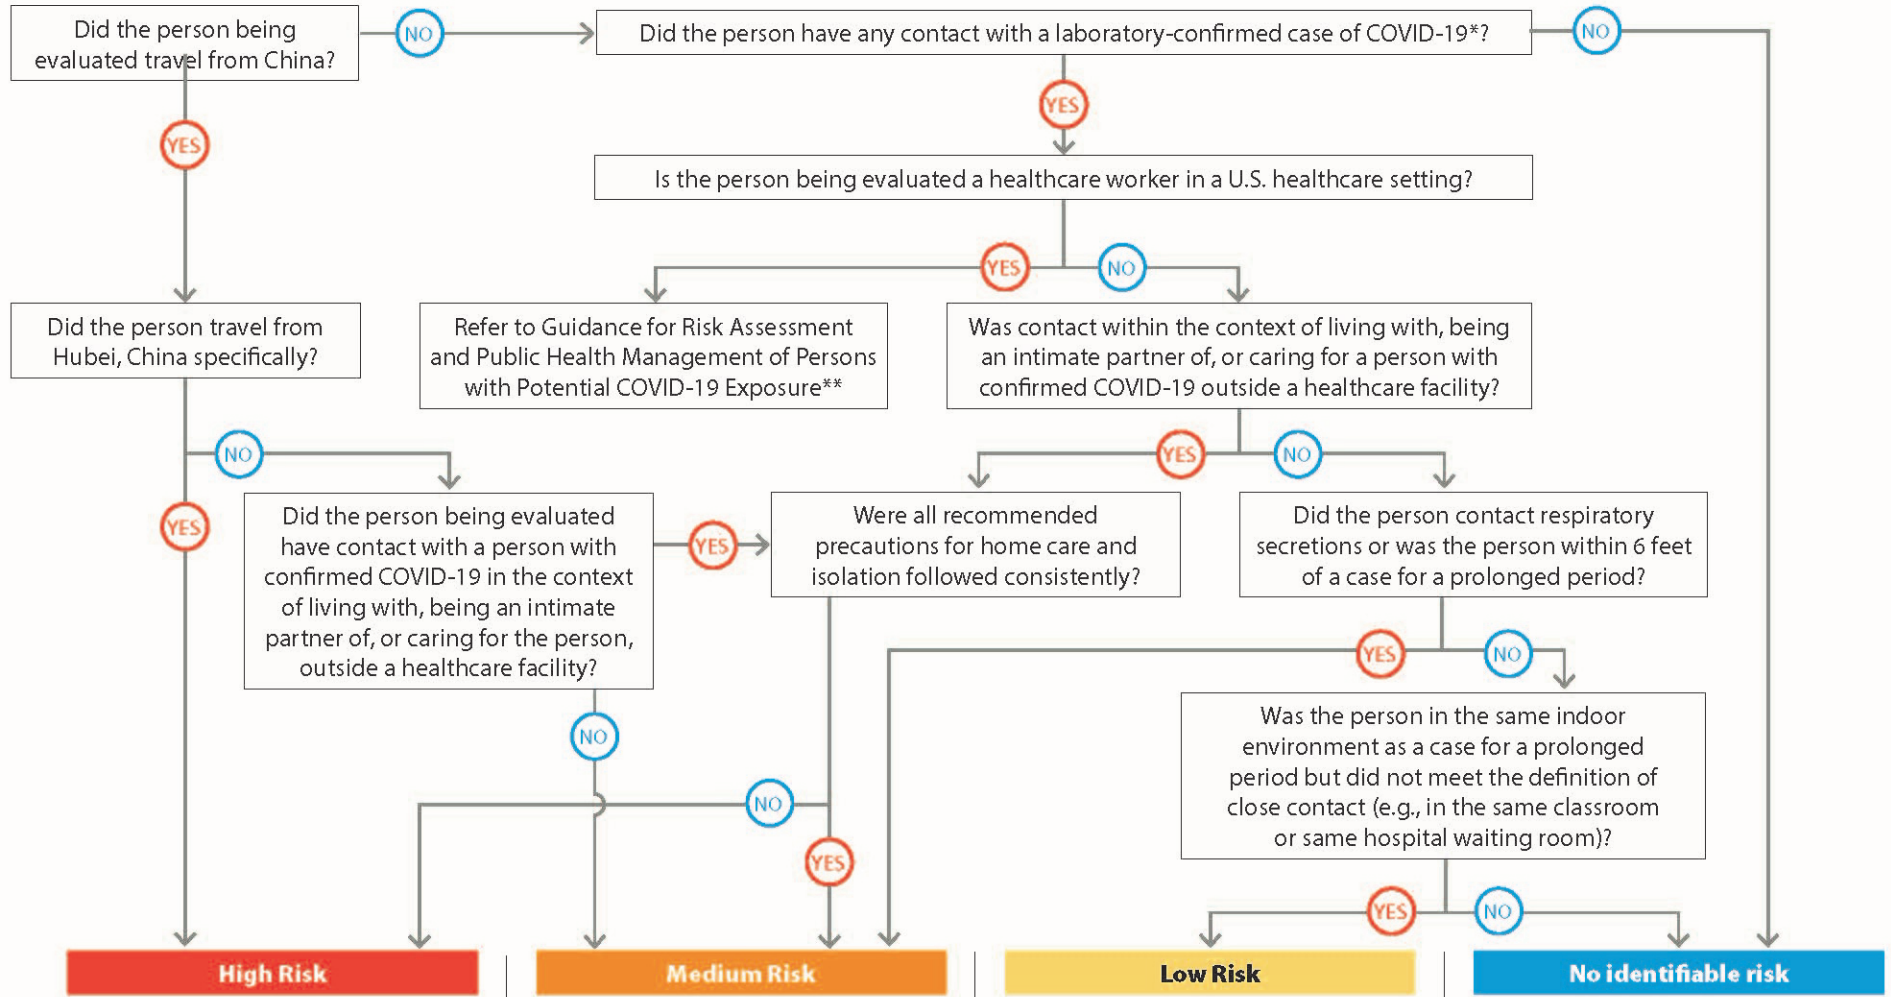 Did the person being
evaluated travel from China?
NO
Did the person have any contact with a laboratory-confirmed case of COVID-19*?
NO
YES
YES
Is the person being evaluated a healthcare worker in a U.S. healthcare setting?
YES
NO
Did the person travel from
Hubei, China specifically?
Refer to Guidance for Risk Assessment
and Public Health Management of Persons
with Potential COVID-19 Exposure**
Was contact within the context of living with, being
an intimate partner of, or caring for a person with
confirmed COVID-19 outside a healthcare facility?
NO
YES
NO
YES
Did the person being evaluated
have contact with a person with
confirmed COVID-19 in the context
of living with, being an intimate
partner of, or caring for the person,
outside a healthcare facility?
YES
Were all recommended
precautions for home care and
isolation followed consistently?
Did the person contact respiratory
secretions or was the person within 6 feet
of a case for a prolonged period?
YES
NO
NO
Was the person in the same indoor
environment as a case for a prolonged
period but did not meet the definition of
close contact (e.g., in the same classroom
or same hospital waiting room)?
NO
YES
YES
NO
High Risk
Medium Risk
Low Risk
No identifiable risk